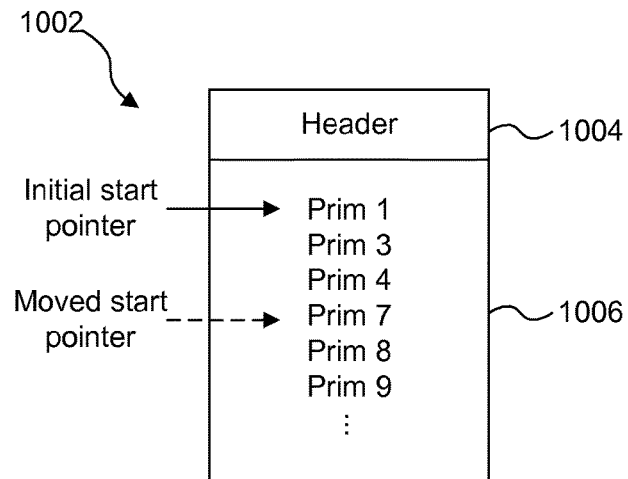 1002
Header
1004
Initial start
pointer
Prim 1
Prim 3
Prim 4
Moved start
pointer
Prim 7
1006
Prim 8
Prim 9
⋮